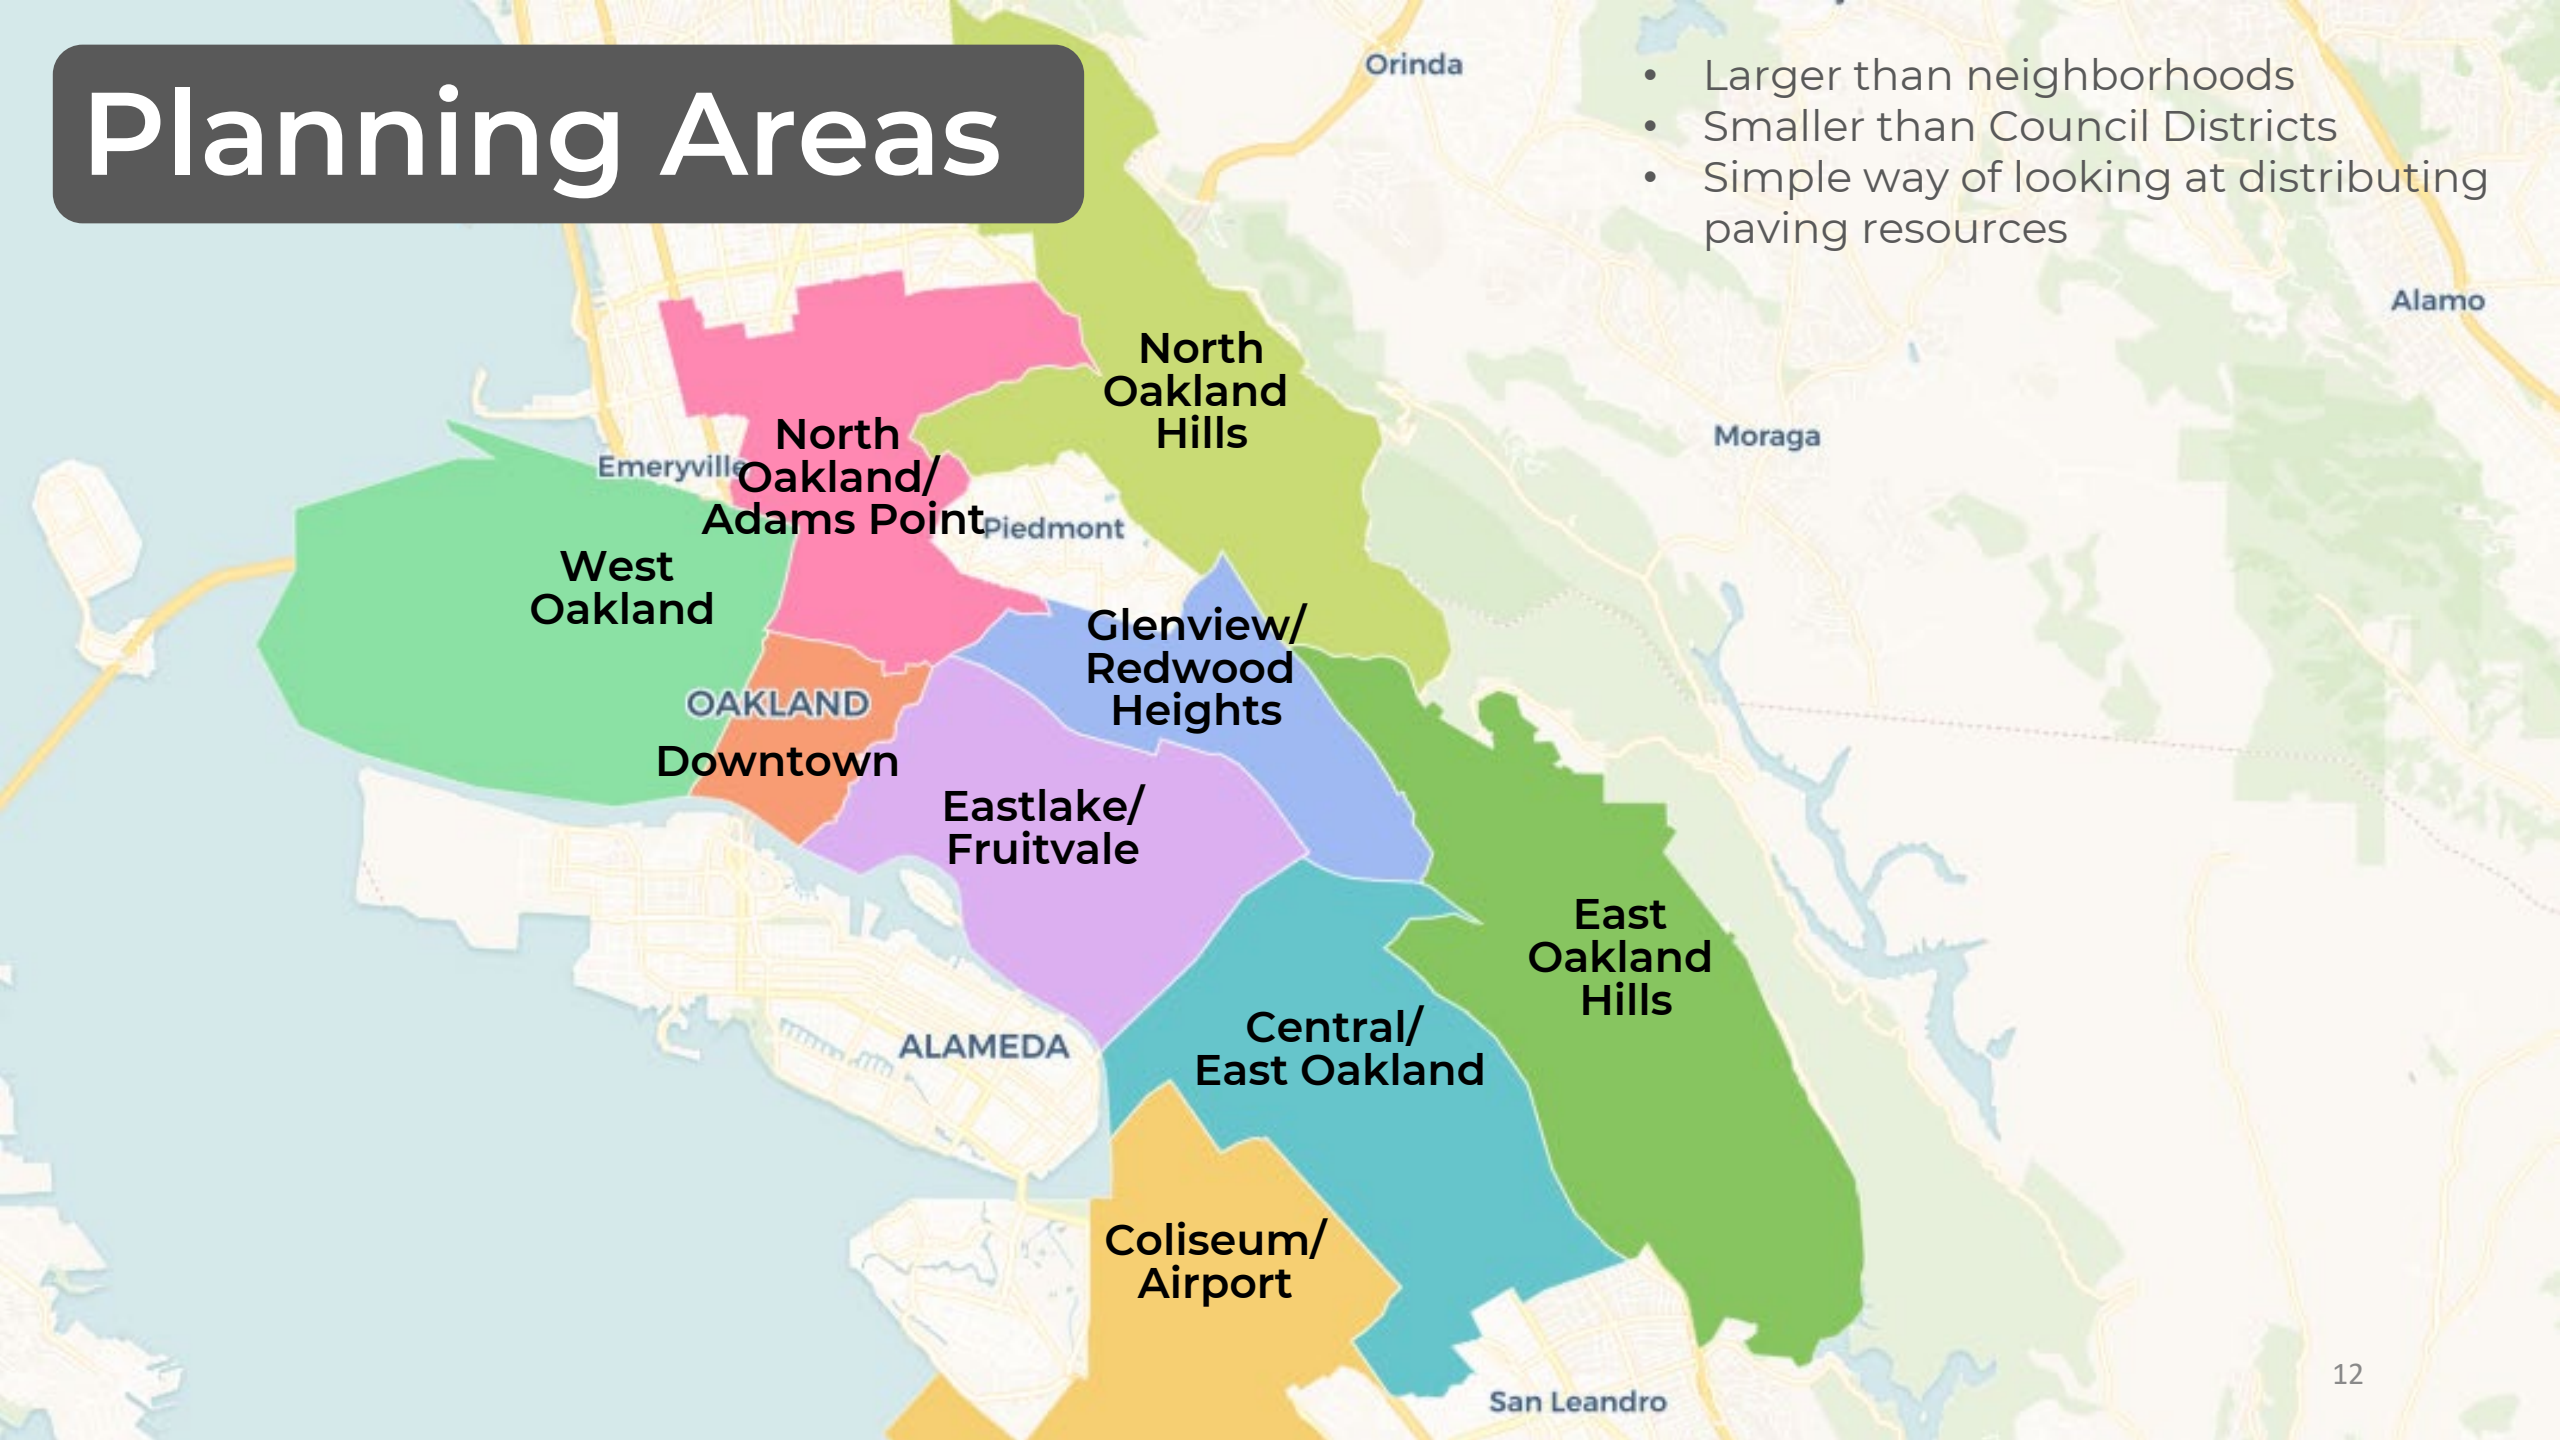 Planning Areas
• Larger than neighborhoods
• Smaller than Council Districts
• Simple way of looking at distributing
paving resources
Orinda
Alamo
Moraga
North
Oakland
Hills
North
Oakland/
Adams Point
Emeryville
Piedmont
West
Oakland
Glenview/
Redwood
Heights
OAKLAND
Downtown
Eastlake/
Fruitvale
East
Oakland
Hills
Central/
East Oakland
ALAMEDA
Coliseum/
Airport
San Leandro
12